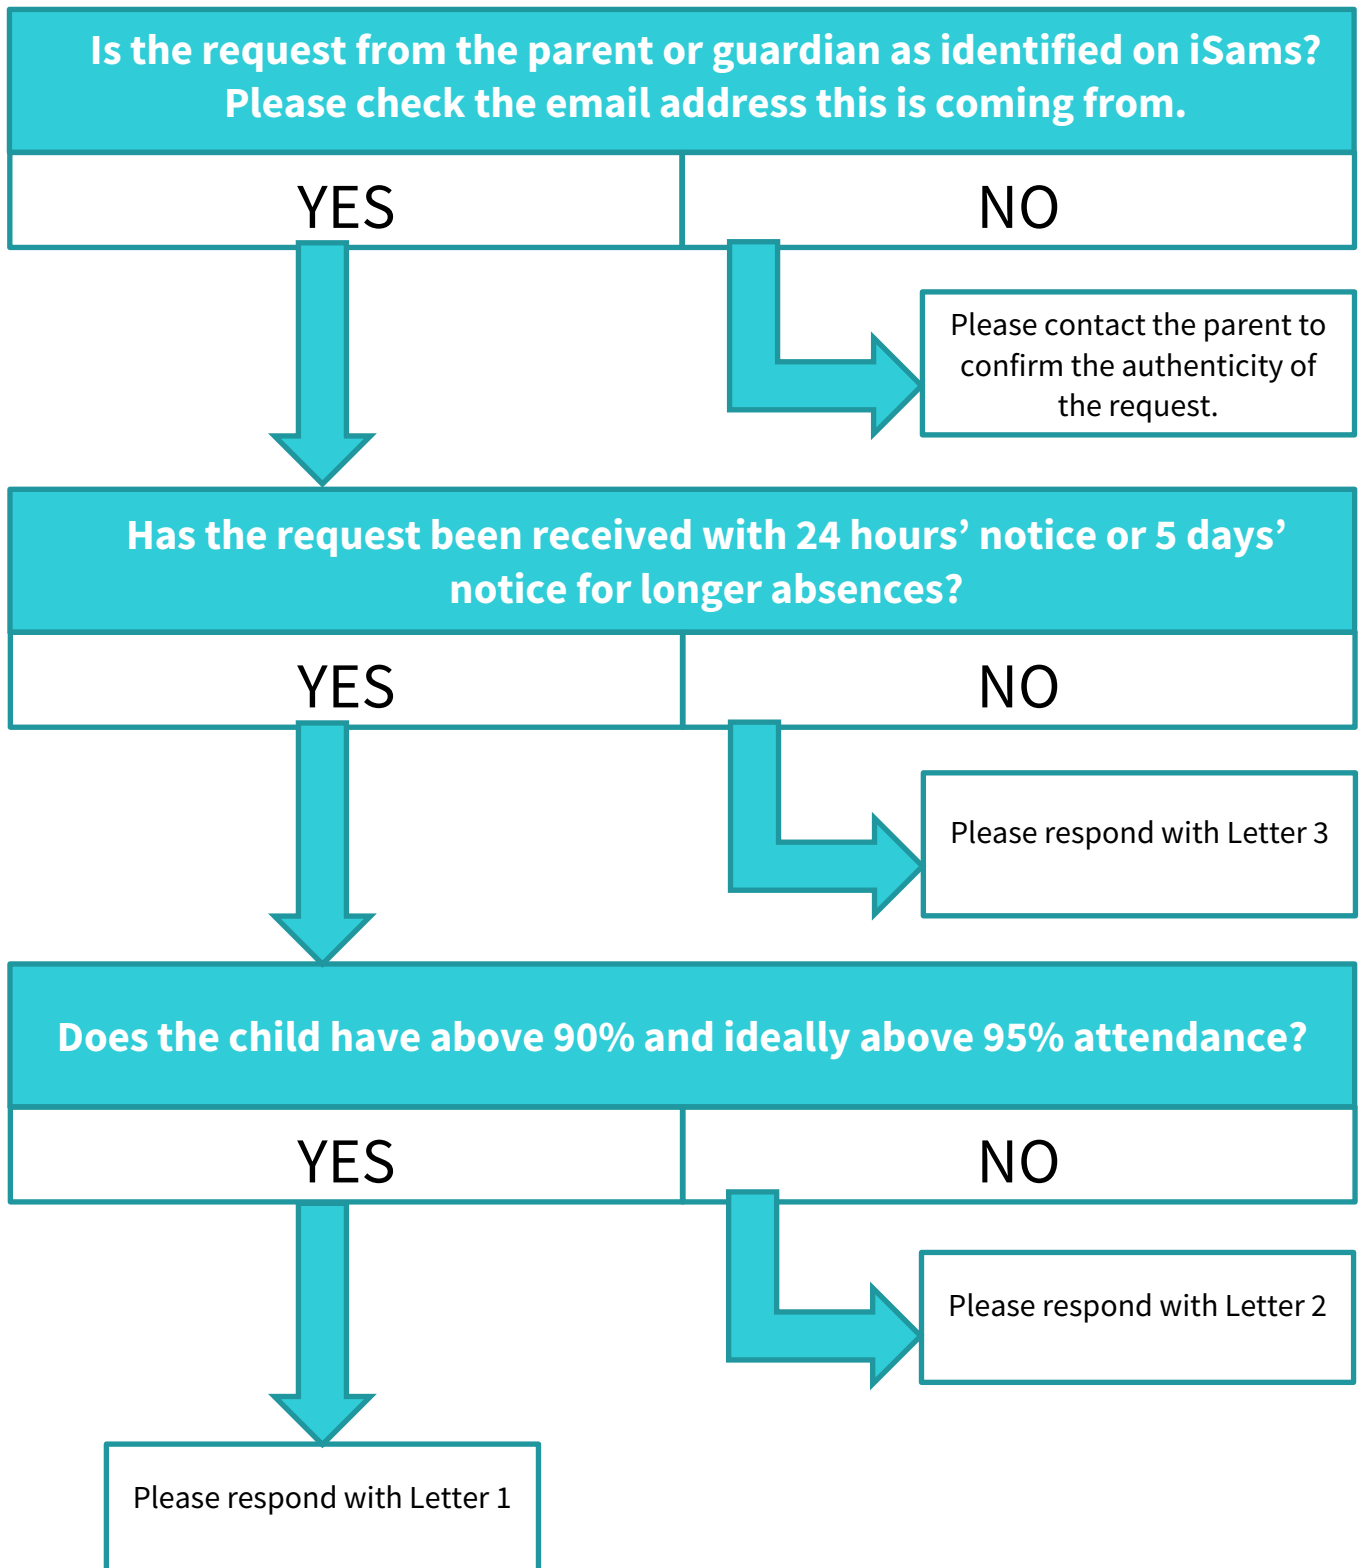 Is the request from the parent or guardian as identified on iSams?
Please check the email address this is coming from.
YES
NO
Please contact the parent to
confirm the authenticity of
the request.
Has the request been received with 24 hours’ notice or 5 days’
notice for longer absences?
YES
NO
Please respond with Letter 3
Does the child have above 90% and ideally above 95% attendance?
YES
NO
Please respond with Letter 2
Please respond with Letter 1